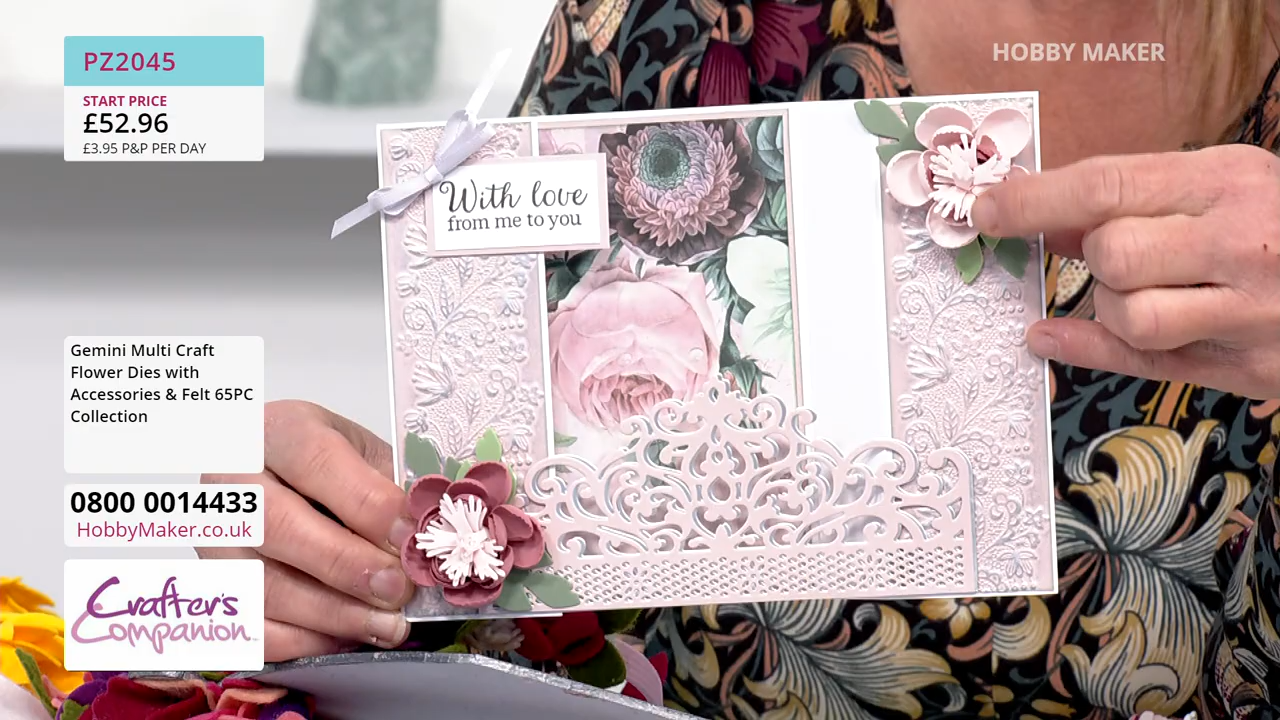 PZ2045
START PRICE
£52.96
£3.95 P&P PER DAY
HOBBY MAKER
With love
from me to you
Gemini Multi Craft
Flower Dies with
Accessories & Felt 65PC
Collection
0800 0014433
HobbyMaker.co.uk
Crafter's
Companion